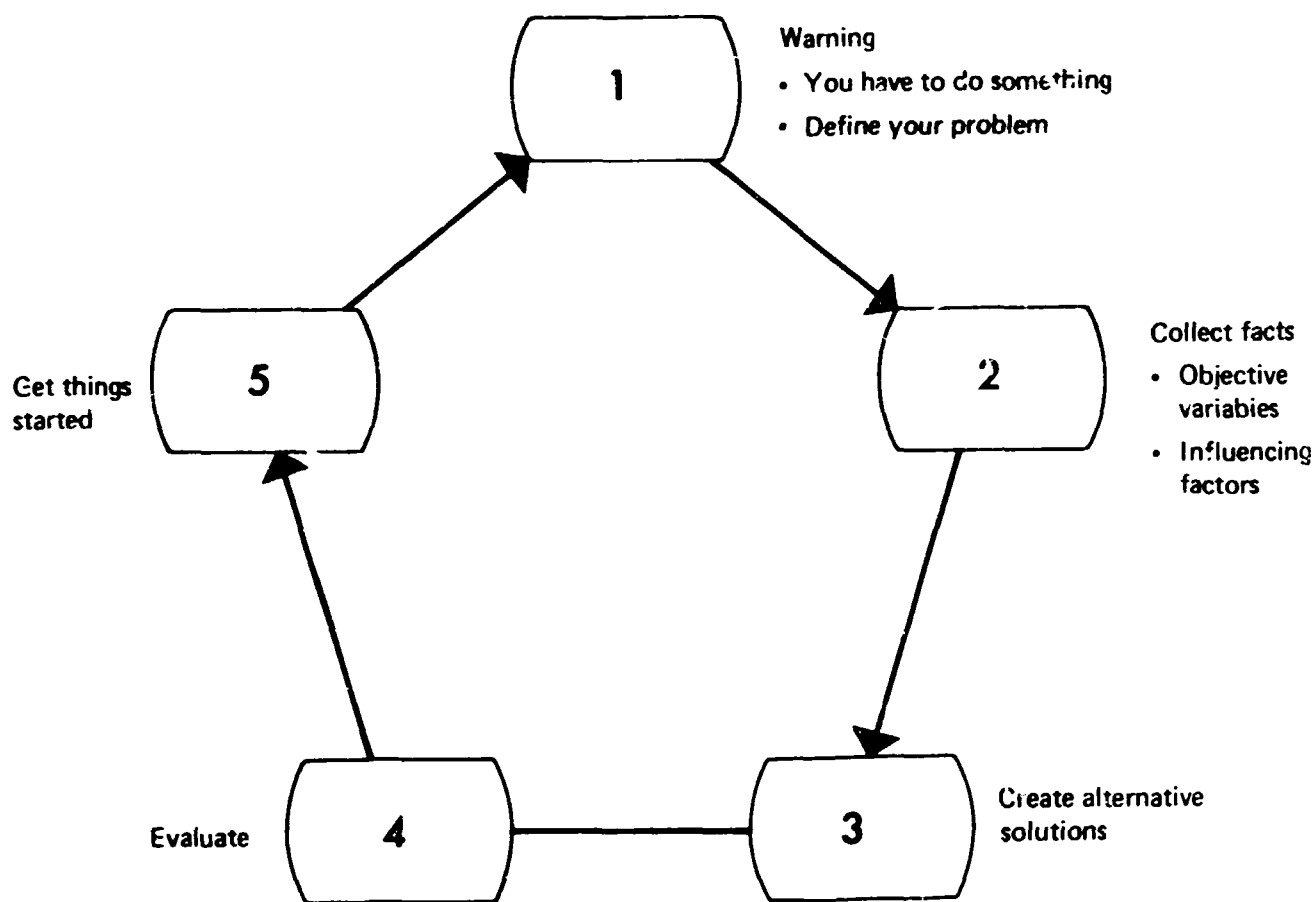 1
Warning
• You have to do something
• Define your problem
5
Get things
started
2
Collect facts
• Objective
variables
• Influencing
factors
4
Evaluate
3
Create alternative
solutions